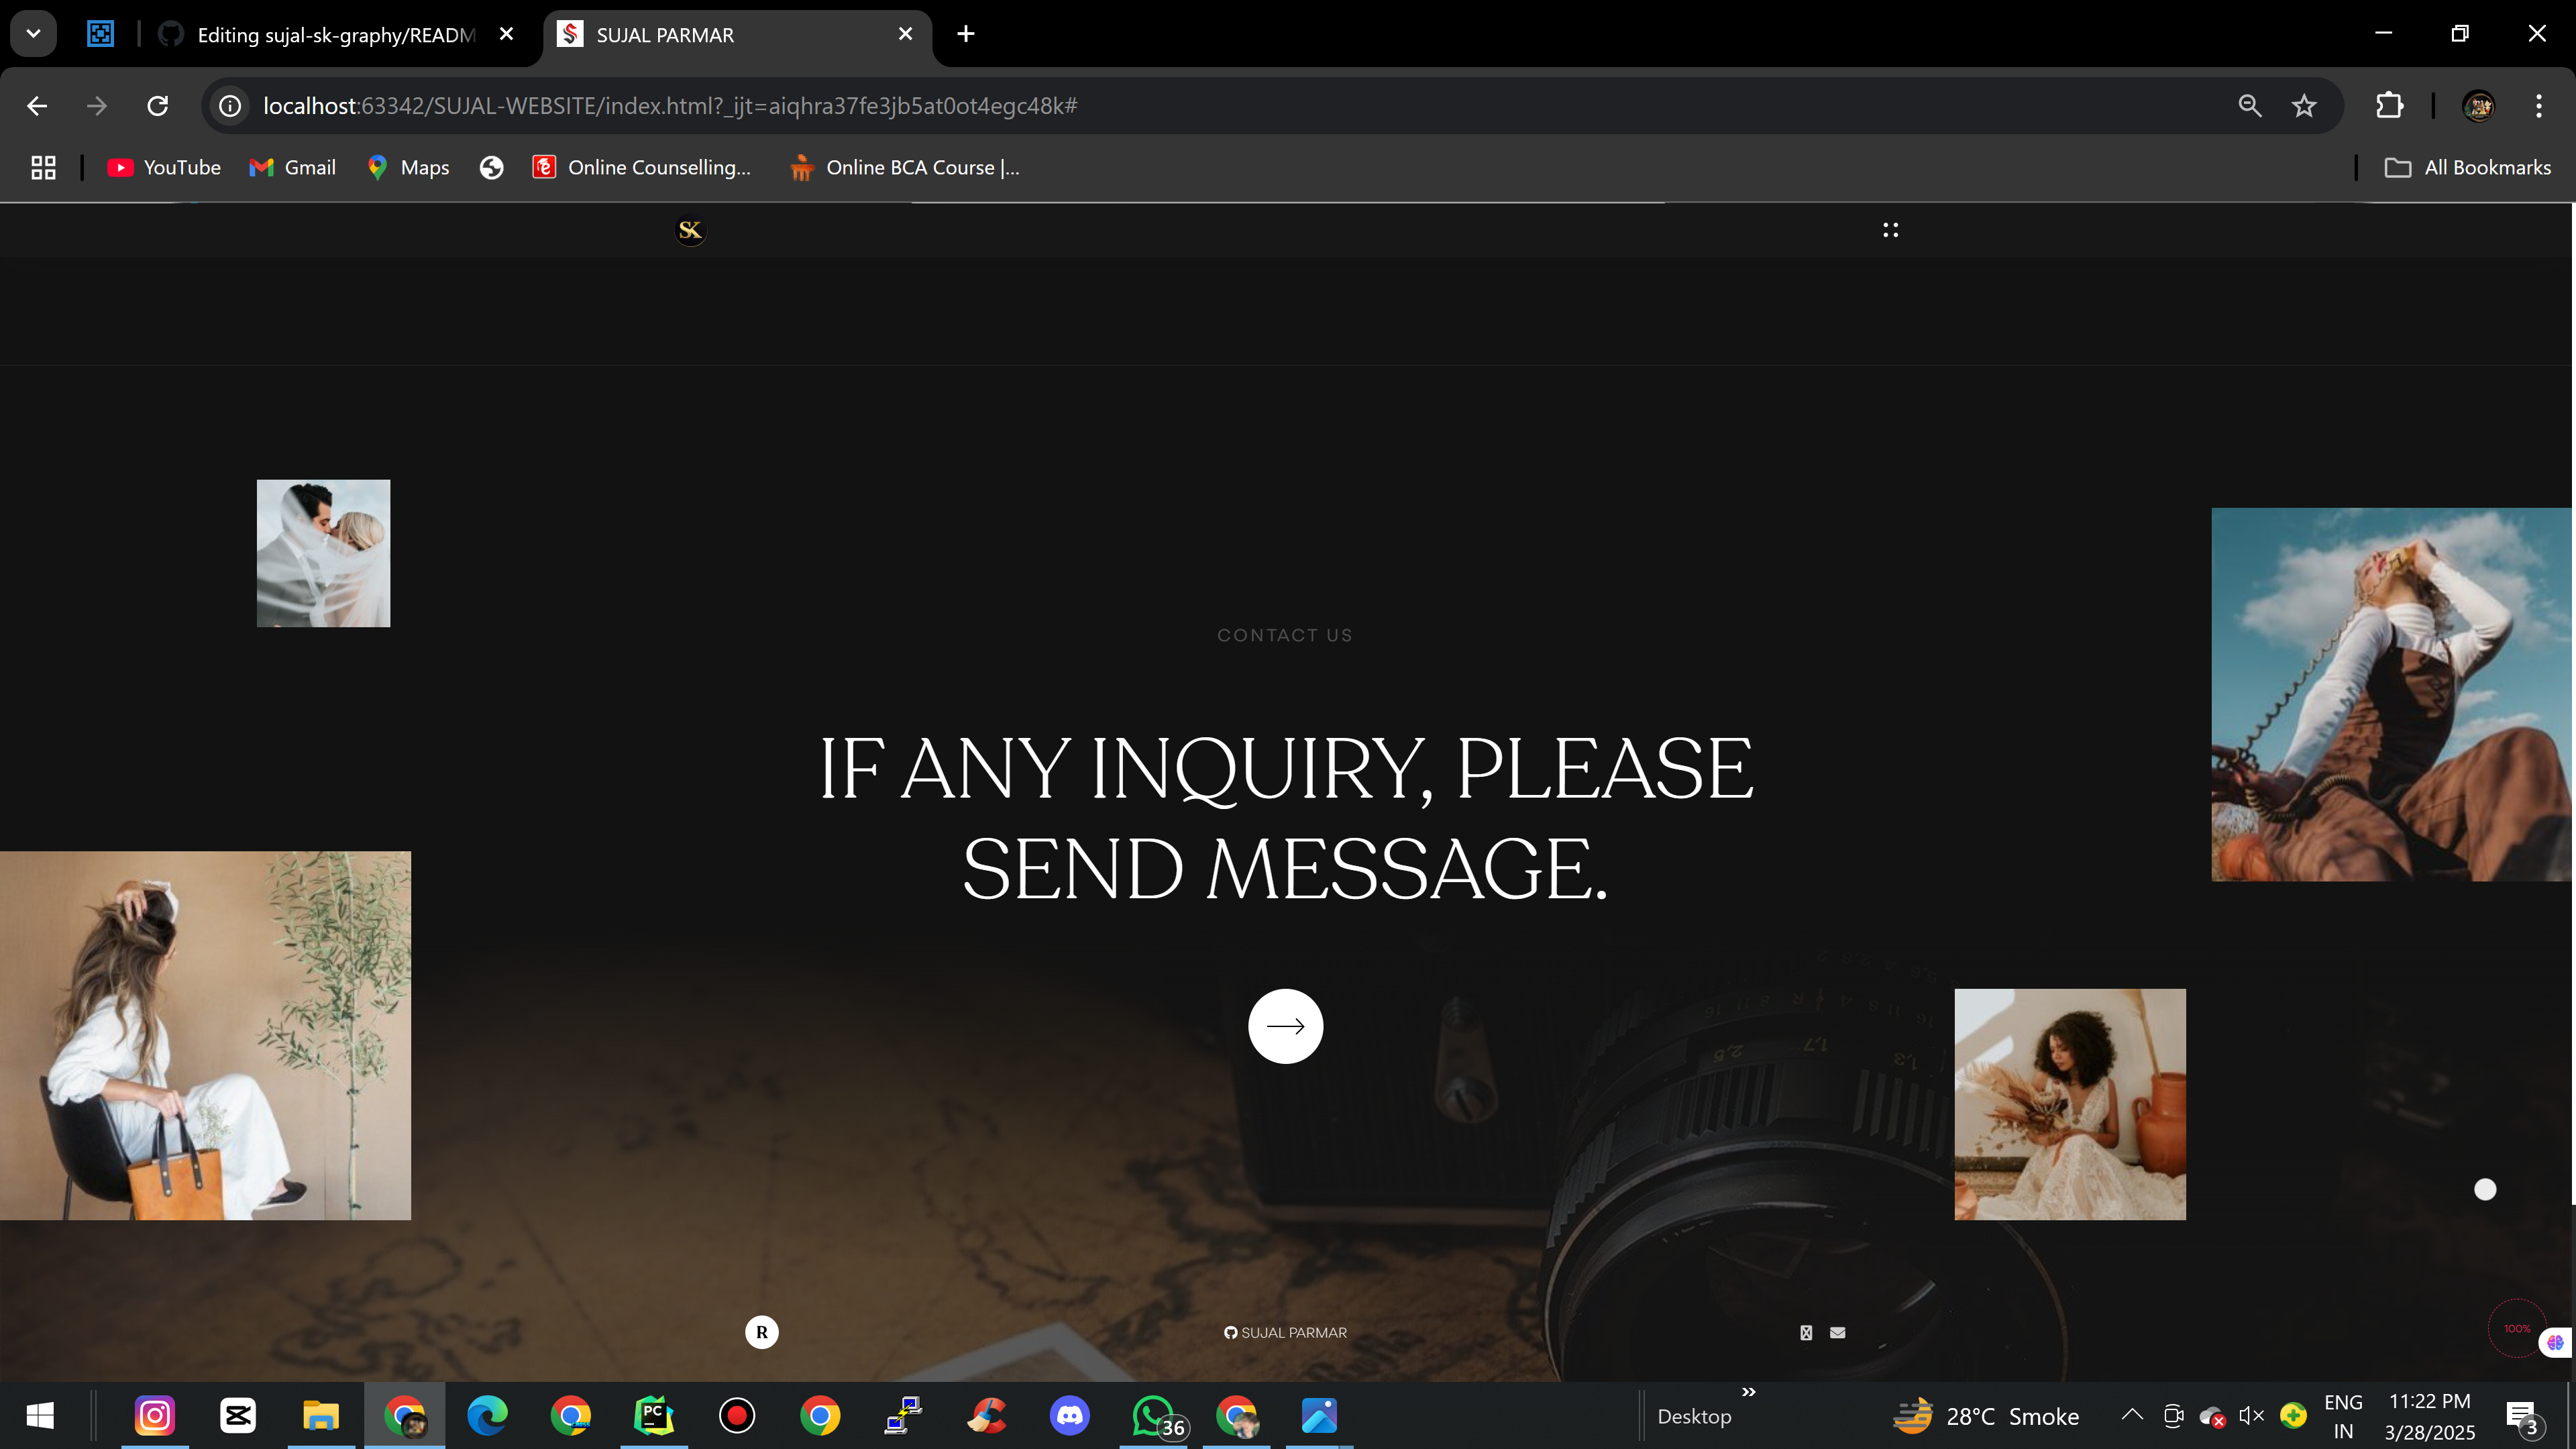 Editing sujal-sk-graphy/READM
SUJAL PARMAR
localhost:63342/SUJAL-WEBSITE/index.html?_ijt=aiqhra37fe3jb5at0ot4egc48k#
YouTube
Gmail
Maps
Online Counselling...
Online BCA Course |...
All Bookmarks
SK
CONTACT US
IF ANY INQUIRY, PLEASE
SEND MESSAGE.
R
SUJAL PARMAR
100%
PC
36
Desktop
28°C Smoke
ENG
IN
11:22 PM
3/28/2025
3